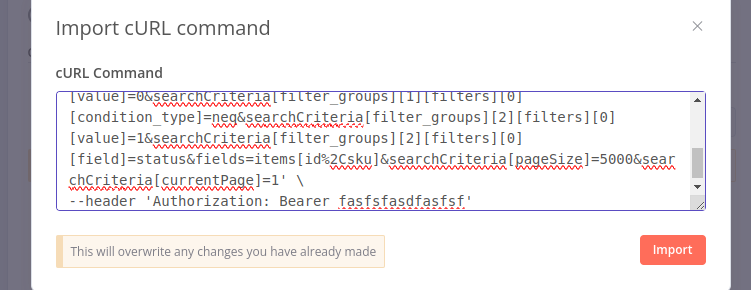 Import cURL command
cURL Command
[value]=0&searchCriteria[filter_groups][1][filters][0]
[condition_type]=neq&searchCriteria[filter_groups][2][filters][0]
[value]=1&searchCriteria[filter_groups][2][filters][0]
[field]=status&fields=items[id%2Csku]&searchCriteria[pageSize]=5000&sear
chCriteria[currentPage]=1' \
--header 'Authorization: Bearer fasfsfasdfasfsf'
This will overwrite any changes you have already made
Import